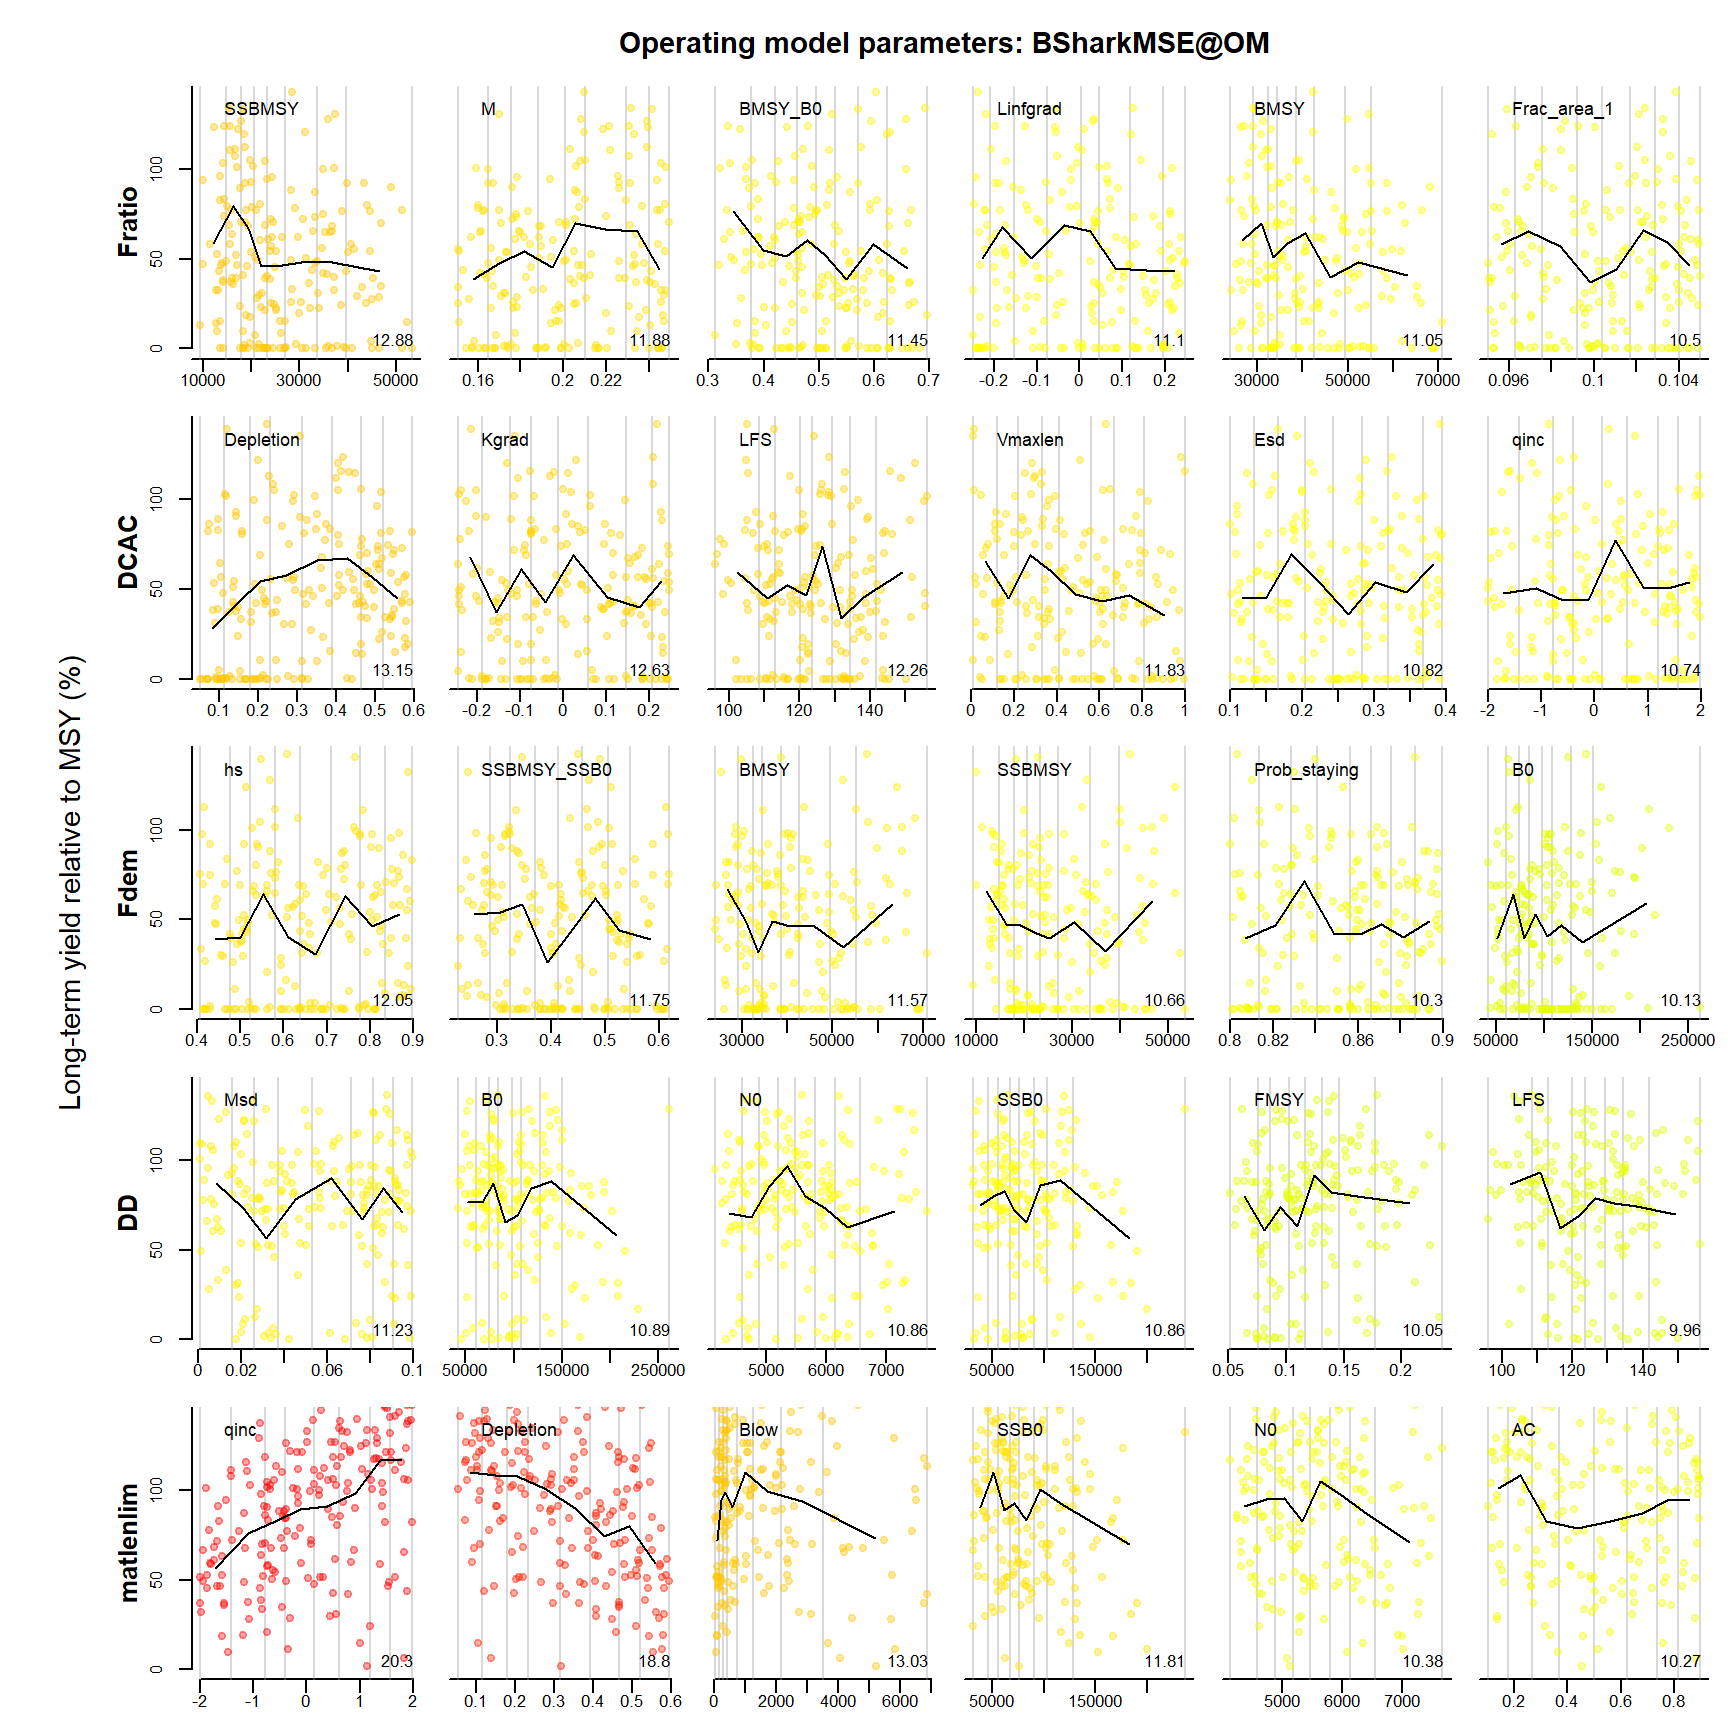 Operating model parameters: BSharkMSE@OM
Long-term yield relative to MSY (%)
Fratio
0 50 100
SSBMSY M BMSY_B0 Linfgrad BMSY Frac_area_1
12.88 11.88 11.45 11.1 11.05 10.5
10000 30000 50000 0.16 0.2 0.22 0.3 0.4 0.5 0.6 0.7 -0.2 -0.1 0 0.1 0.2 30000 50000 70000 0.096 0.1 0.104
DCAC
0 50 100
Depletion Kgrad LFS Vmaxlen Esd qinc
13.15 12.63 12.26 11.83 10.82 10.74
0.1 0.2 0.3 0.4 0.5 0.6 -0.2 -0.1 0 0.1 0.2 100 120 140 0 0.2 0.4 0.6 0.8 1 0.1 0.2 0.3 0.4 -2 -1 0 1 2
Fdem
0 50 100
hs SSBMSY_SSB0 BMSY SSBMSY Prob_staying B0
12.05 11.75 11.57 10.66 10.3 10.13
0.4 0.5 0.6 0.7 0.8 0.9 0.3 0.4 0.5 0.6 30000 50000 70000 10000 30000 50000 0.8 0.82 0.86 0.9 50000 150000 250000
DD
0 50 100
Msd B0 N0 SSB0 FMSY LFS
11.23 10.89 10.86 10.86 10.05 9.96
0 0.02 0.06 0.1 50000 150000 250000 5000 6000 7000 50000 150000 0.05 0.1 0.15 0.2 100 120 140
matlenlim
0 50 100
qinc Depletion Blow SSB0 N0 AC
20.3 18.8 13.03 11.81 10.38 10.27
-2 -1 0 1 2 0.1 0.2 0.3 0.4 0.5 0.6 0 2000 4000 6000 50000 150000 5000 6000 7000 0.2 0.4 0.6 0.8